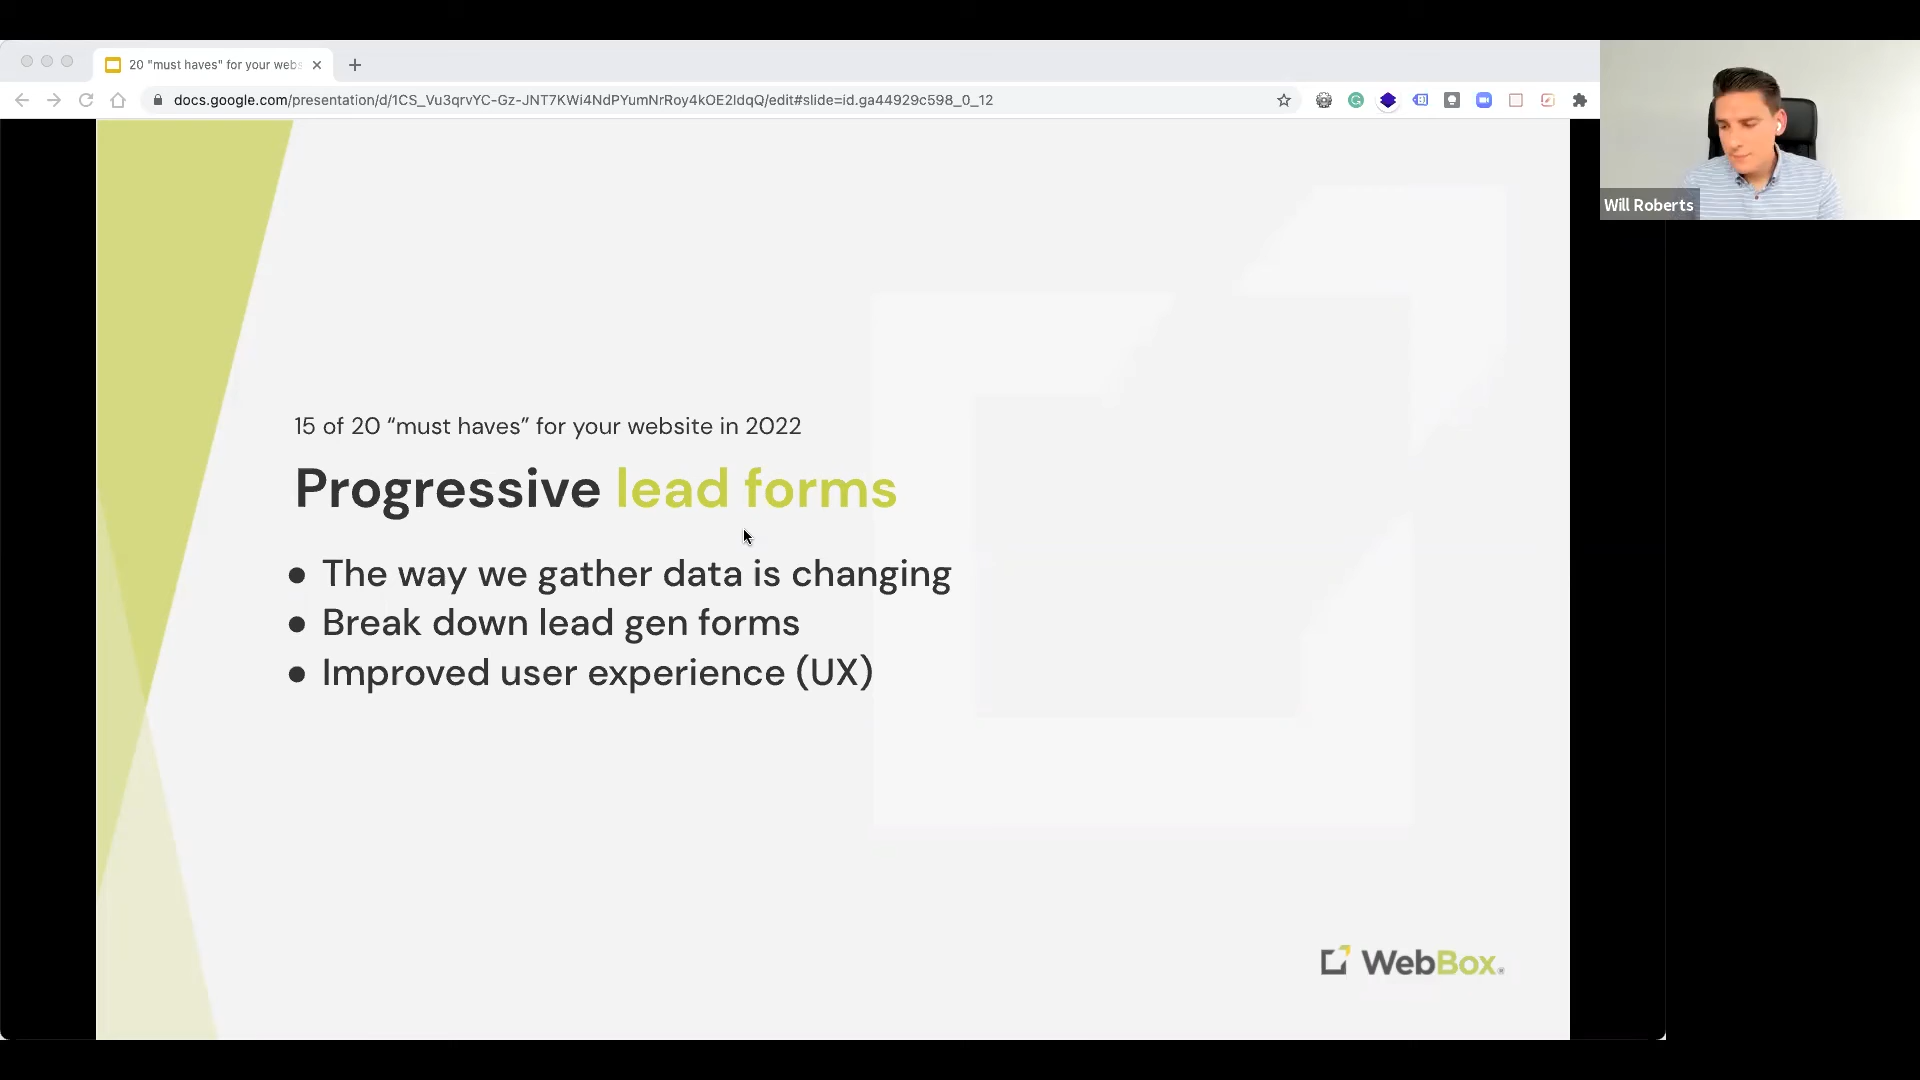 20 "must haves" for your webs
docs.google.com/presentation/d/1CS_Vu3qrvYC-Gz-JNT7KWi4NdPYumNrRoy4kOE2ldqQ/edit#slide=id.ga44929c598_0_12
Will Roberts
15 of 20 “must haves” for your website in 2022
Progressive lead forms
● The way we gather data is changing
● Break down lead gen forms
● Improved user experience (UX)
WebBox®